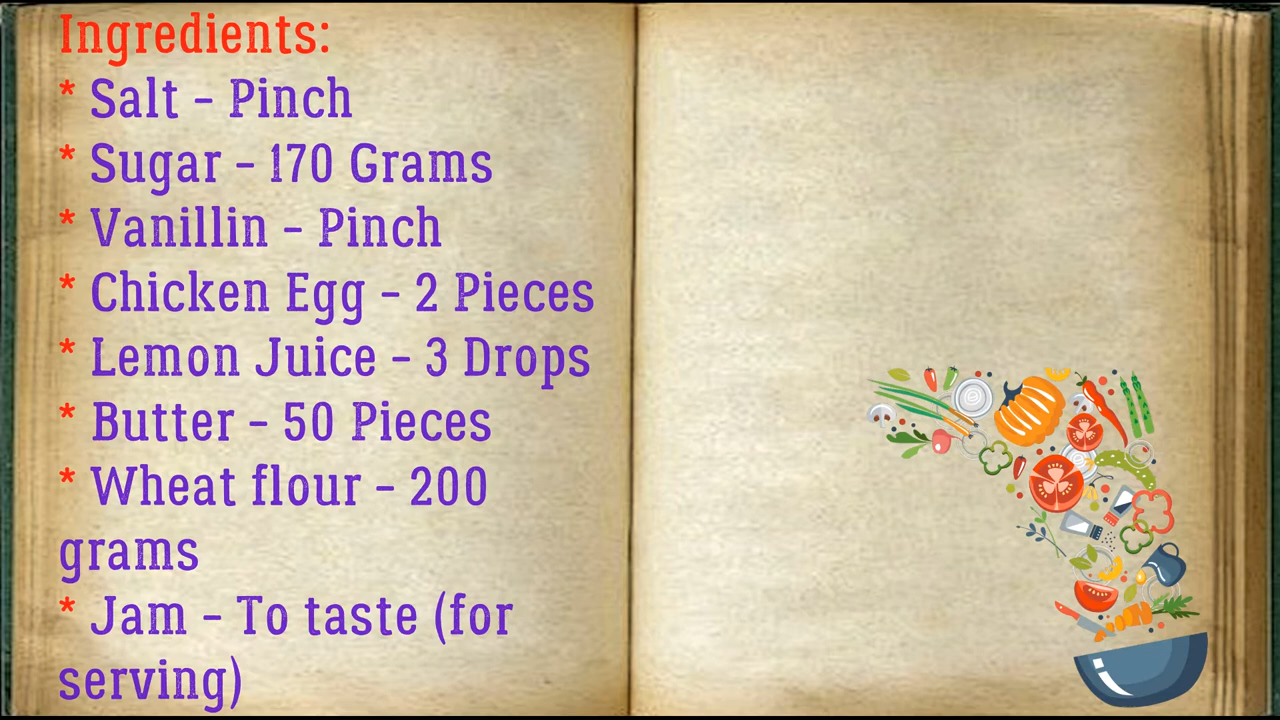 Ingredients:
* Salt – Pinch
* Sugar – 170 Grams
* Vanillin – Pinch
* Chicken Egg – 2 Pieces
* Lemon Juice – 3 Drops
* Butter – 50 Pieces
* Wheat flour – 200
grams
* Jam – To taste (for
serving)